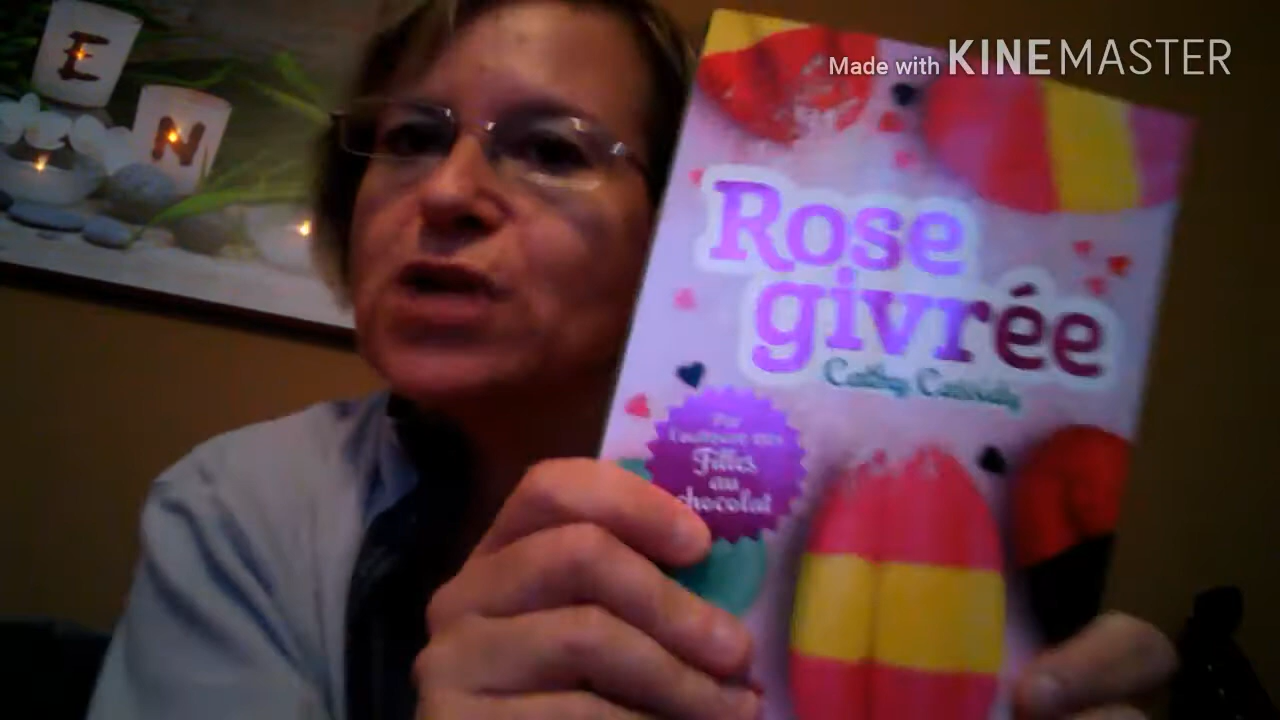 E
N
Made with KINEMASTER
Rose
givrée
Cathy Cassidy
Par
l'auteure des
Filles
au
chocolat